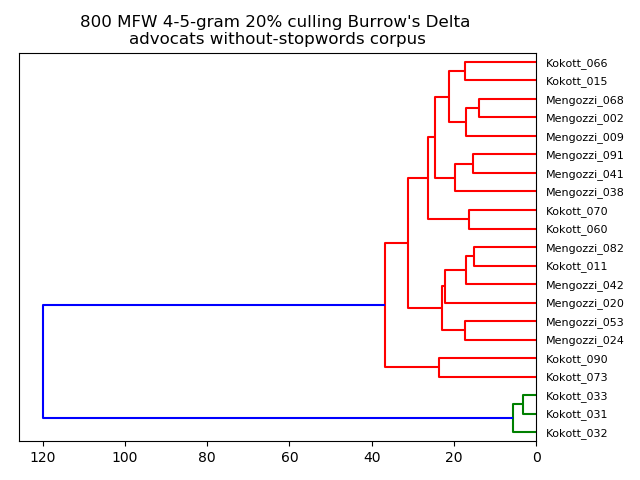 800 MFW 4-5-gram 20% culling Burrow's Delta
advocats without-stopwords corpus
Kokott_066
Kokott_015
Mengozzi_068
Mengozzi_002
Mengozzi_009
Mengozzi_091
Mengozzi_041
Mengozzi_038
Kokott_070
Kokott_060
Mengozzi_082
Kokott_011
Mengozzi_042
Mengozzi_020
Mengozzi_053
Mengozzi_024
Kokott_090
Kokott_073
Kokott_033
Kokott_031
Kokott_032
120 100 80 60 40 20 0